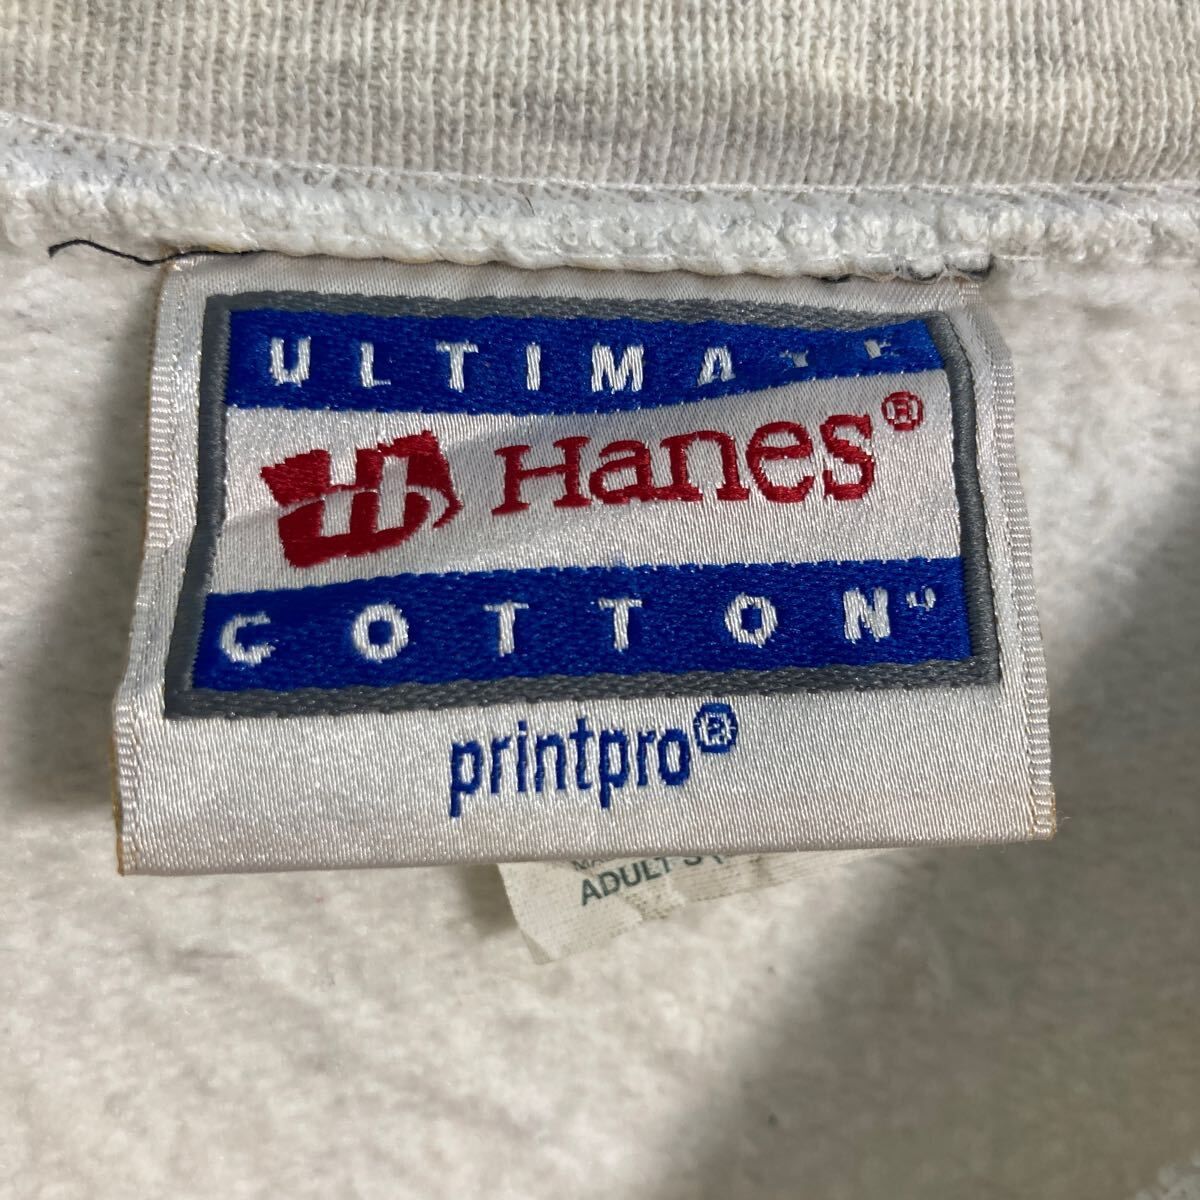 ULTIMATE
Hanes®
COTTON
printpro®
ADULT S